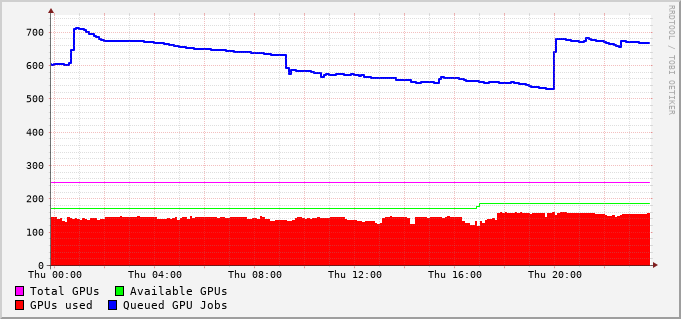 700
600
500
400
300
200
100
0
Thu 00:00 Thu 04:00 Thu 08:00 Thu 12:00 Thu 16:00 Thu 20:00
Total GPUs Available GPUs
GPUs used Queued GPU Jobs
RRDTOOL / TOBI OETIKER